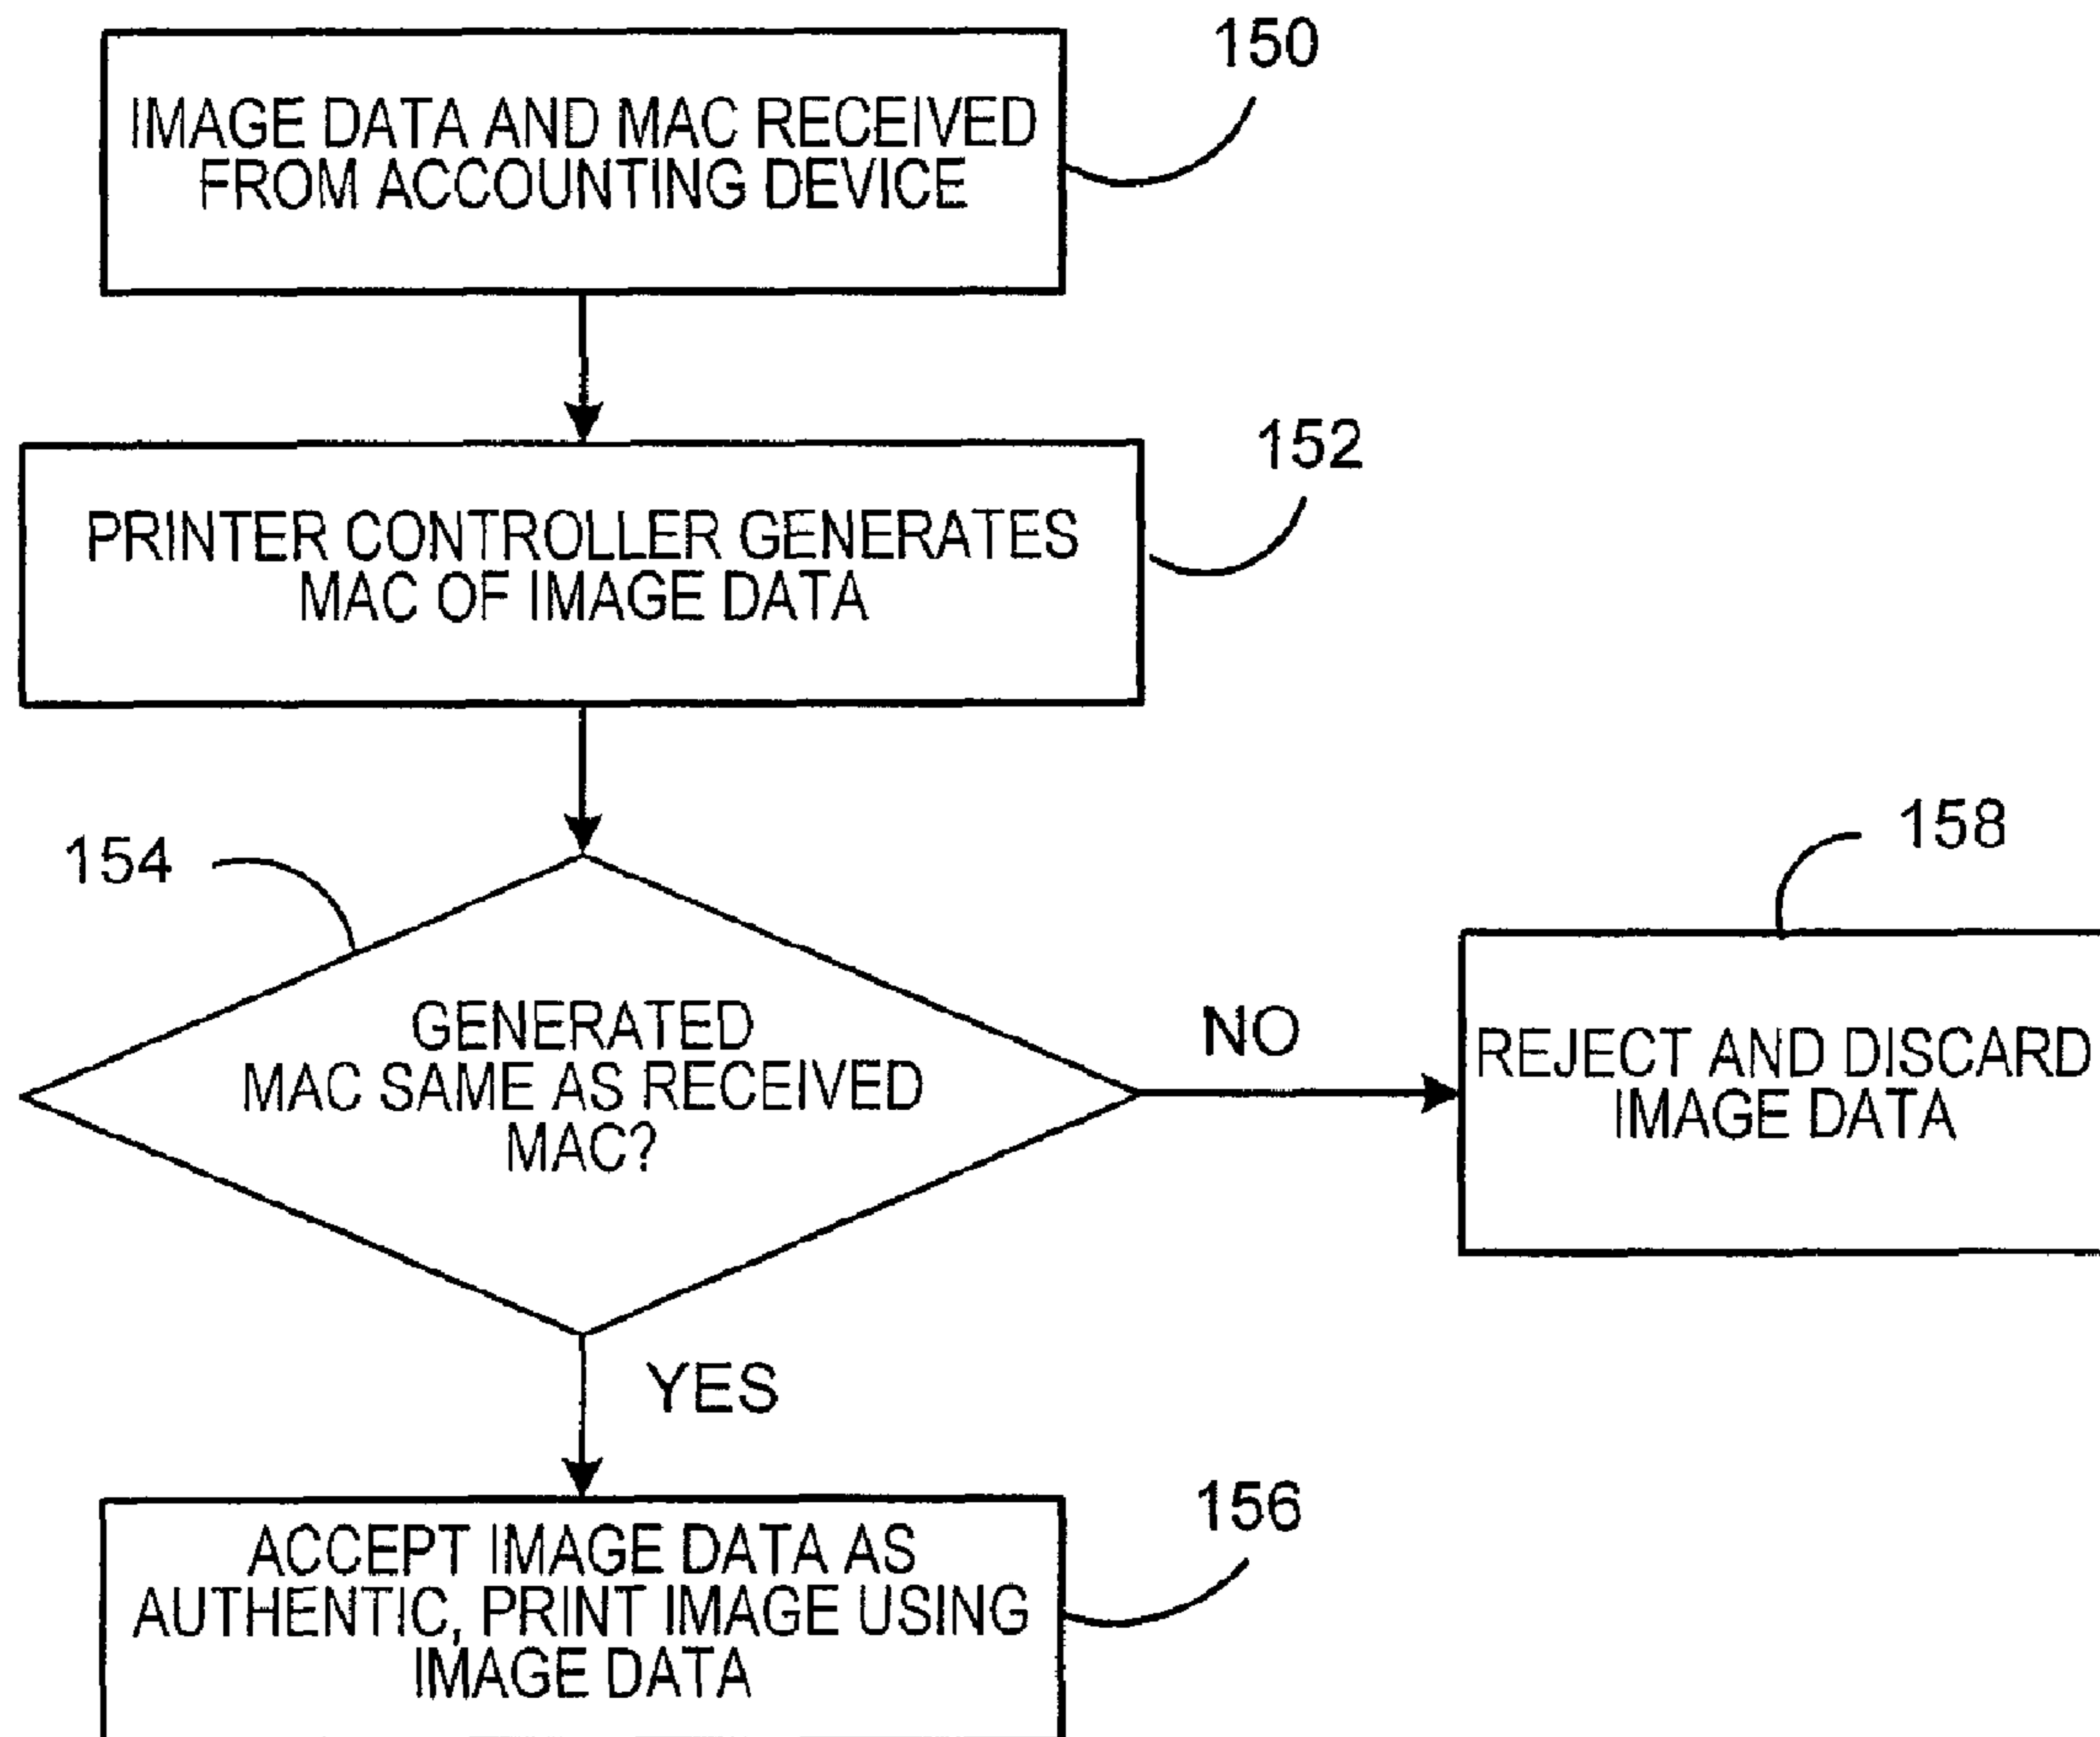 150
IMAGE DATA AND MAC RECEIVED
FROM ACCOUNTING DEVICE
152
PRINTER CONTROLLER GENERATES
MAC OF IMAGE DATA
154
158
GENERATED
MAC SAME AS RECEIVED
MAC?
NO
REJECT AND DISCARD
IMAGE DATA
YES
156
ACCEPT IMAGE DATA AS
AUTHENTIC, PRINT IMAGE USING
IMAGE DATA